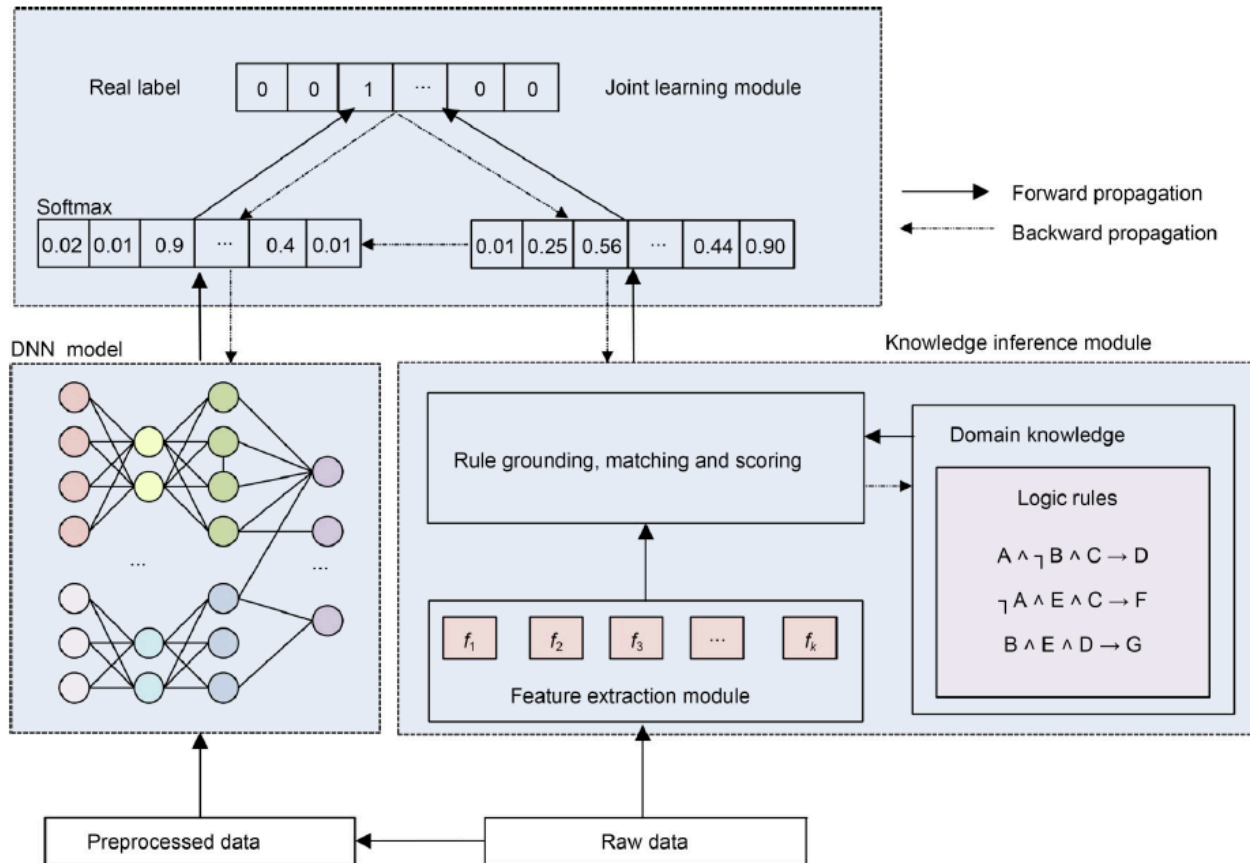 Real label
0 0 1 ... 0 0
Joint learning module
Softmax
0.02 0.01 0.9 ... 0.4 0.01
0.01 0.25 0.56 ... 0.44 0.90
Forward propagation
Backward propagation
DNN model
...
...
Knowledge inference module
Rule grounding, matching and scoring
Domain knowledge
Logic rules
A ∧ ¬ B ∧ C → D
¬ A ∧ E ∧ C → F
B ∧ E ∧ D → G
f₁ f₂ f₃ ... fₖ
Feature extraction module
Preprocessed data
Raw data